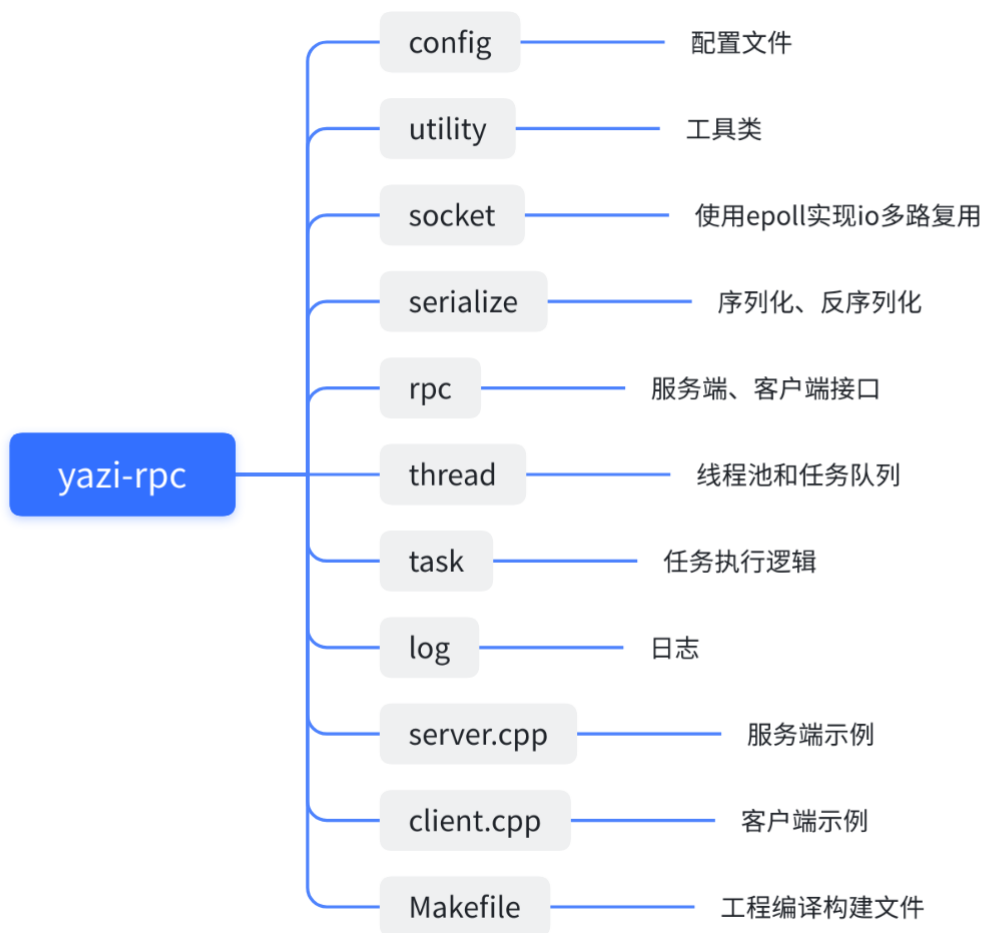 config 配置文件
utility 工具类
socket 使用epoll实现io多路复用
serialize 序列化、反序列化
rpc 服务端、客户端接口
yazi-rpc
thread 线程池和任务队列
task 任务执行逻辑
log 日志
server.cpp 服务端示例
client.cpp 客户端示例
Makefile 工程编译构建文件